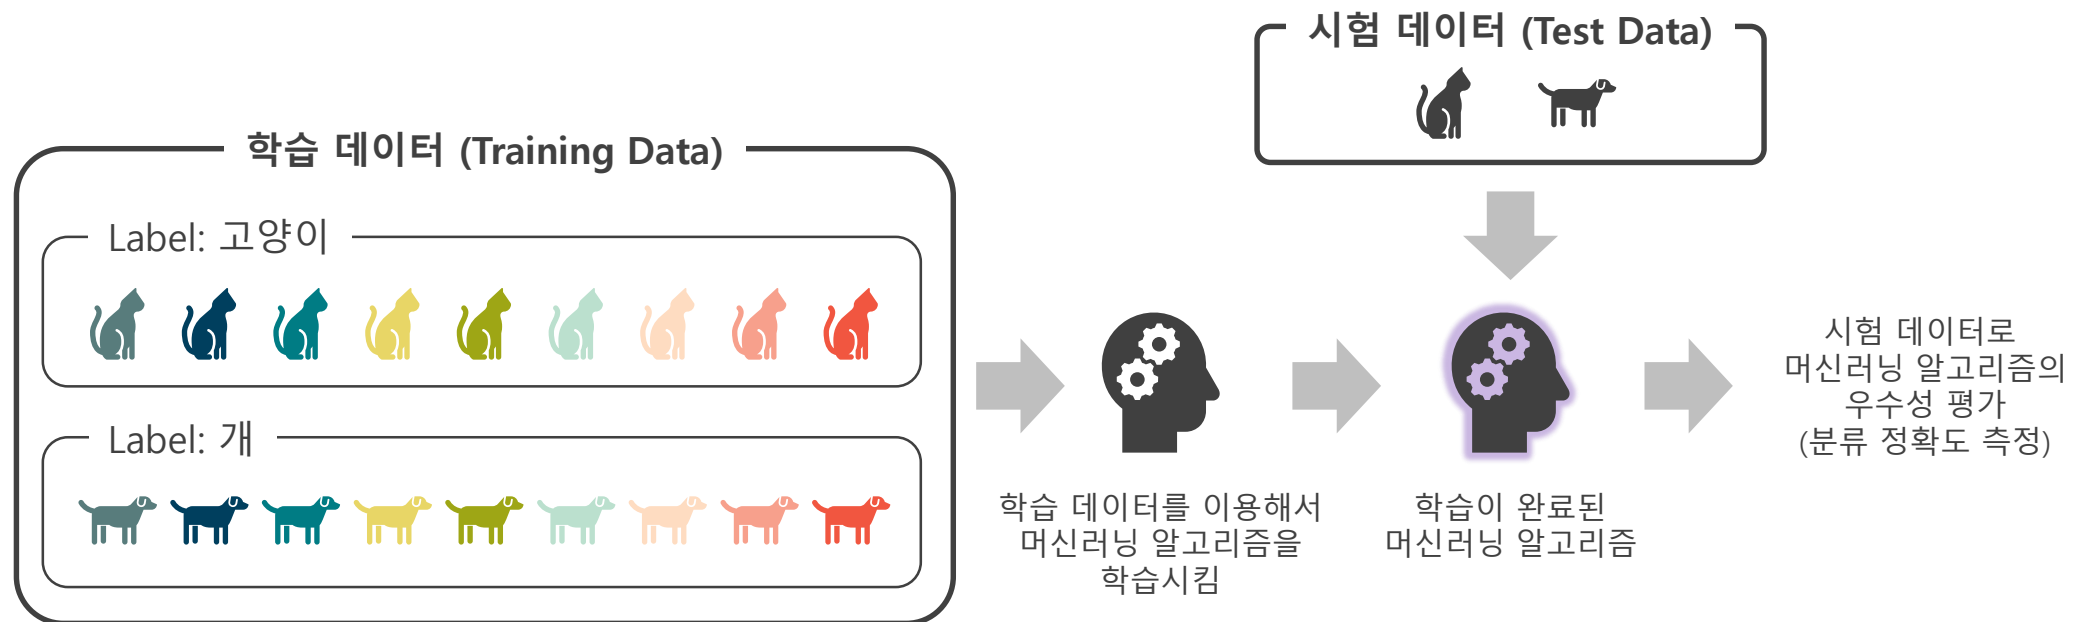 시험 데이터 (Test Data)
학습 데이터 (Training Data)
Label: 고양이
Label: 개
학습 데이터를 이용해서
머신러닝 알고리즘을
학습시킴
학습이 완료된
머신러닝 알고리즘
시험 데이터로
머신러닝 알고리즘의
우수성 평가
(분류 정확도 측정)